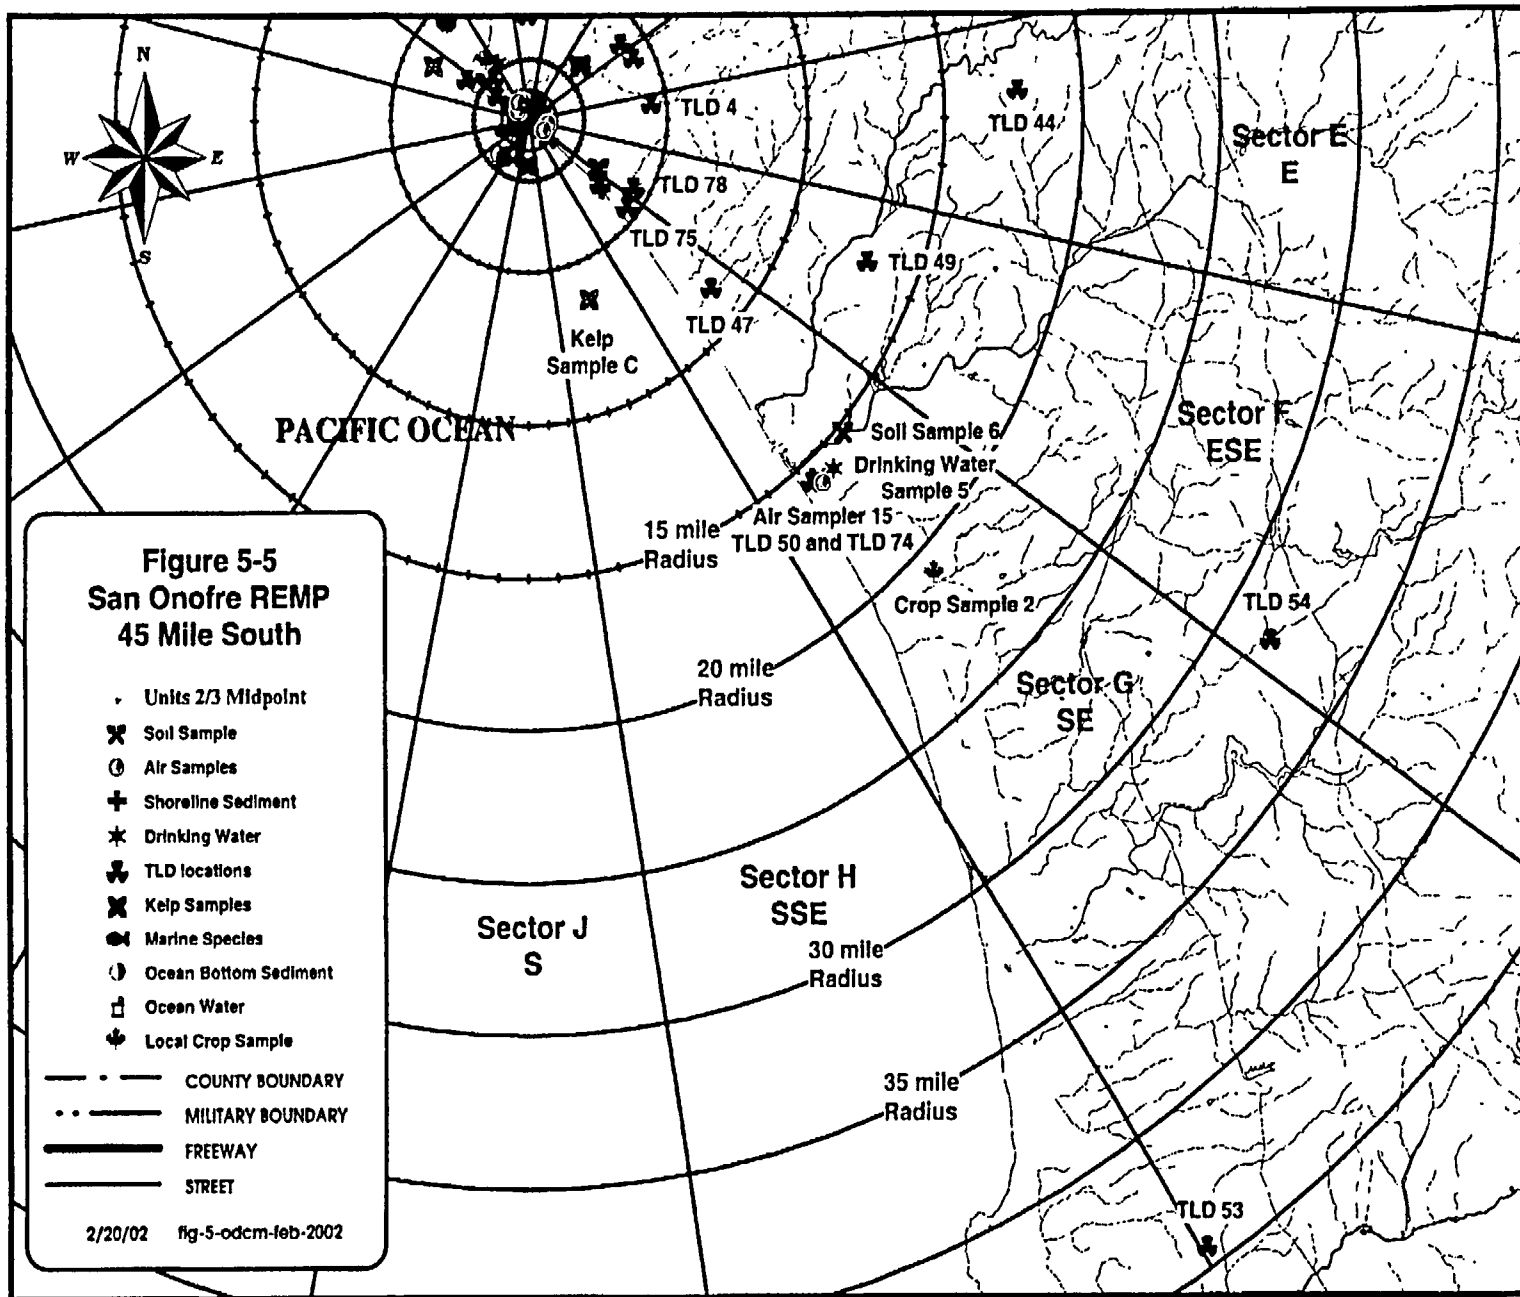 N
W
E
S
TLD 4
TLD 44
Sector E
E
TLD 78
TLD 75
TLD 49
TLD 47
Kelp
Sample C
PACIFIC OCEAN
Sector F
ESE
Soil Sample 6
Drinking Water
Sample 5
Air Sampler 15
TLD 50 and TLD 74
15 mile
Radius
Crop Sample 2
TLD 54
20 mile
Radius
Sector G
SE
Sector H
SSE
Sector J
S
30 mile
Radius
35 mile
Radius
TLD 53
Figure 5-5
San Onofre REMP
45 Mile South
Units 2/3 Midpoint
Soil Sample
Air Samples
Shoreline Sediment
Drinking Water
TLD locations
Kelp Samples
Marine Species
Ocean Bottom Sediment
Ocean Water
Local Crop Sample
COUNTY BOUNDARY
MILITARY BOUNDARY
FREEWAY
STREET
2/20/02 fig-5-odcm-feb-2002